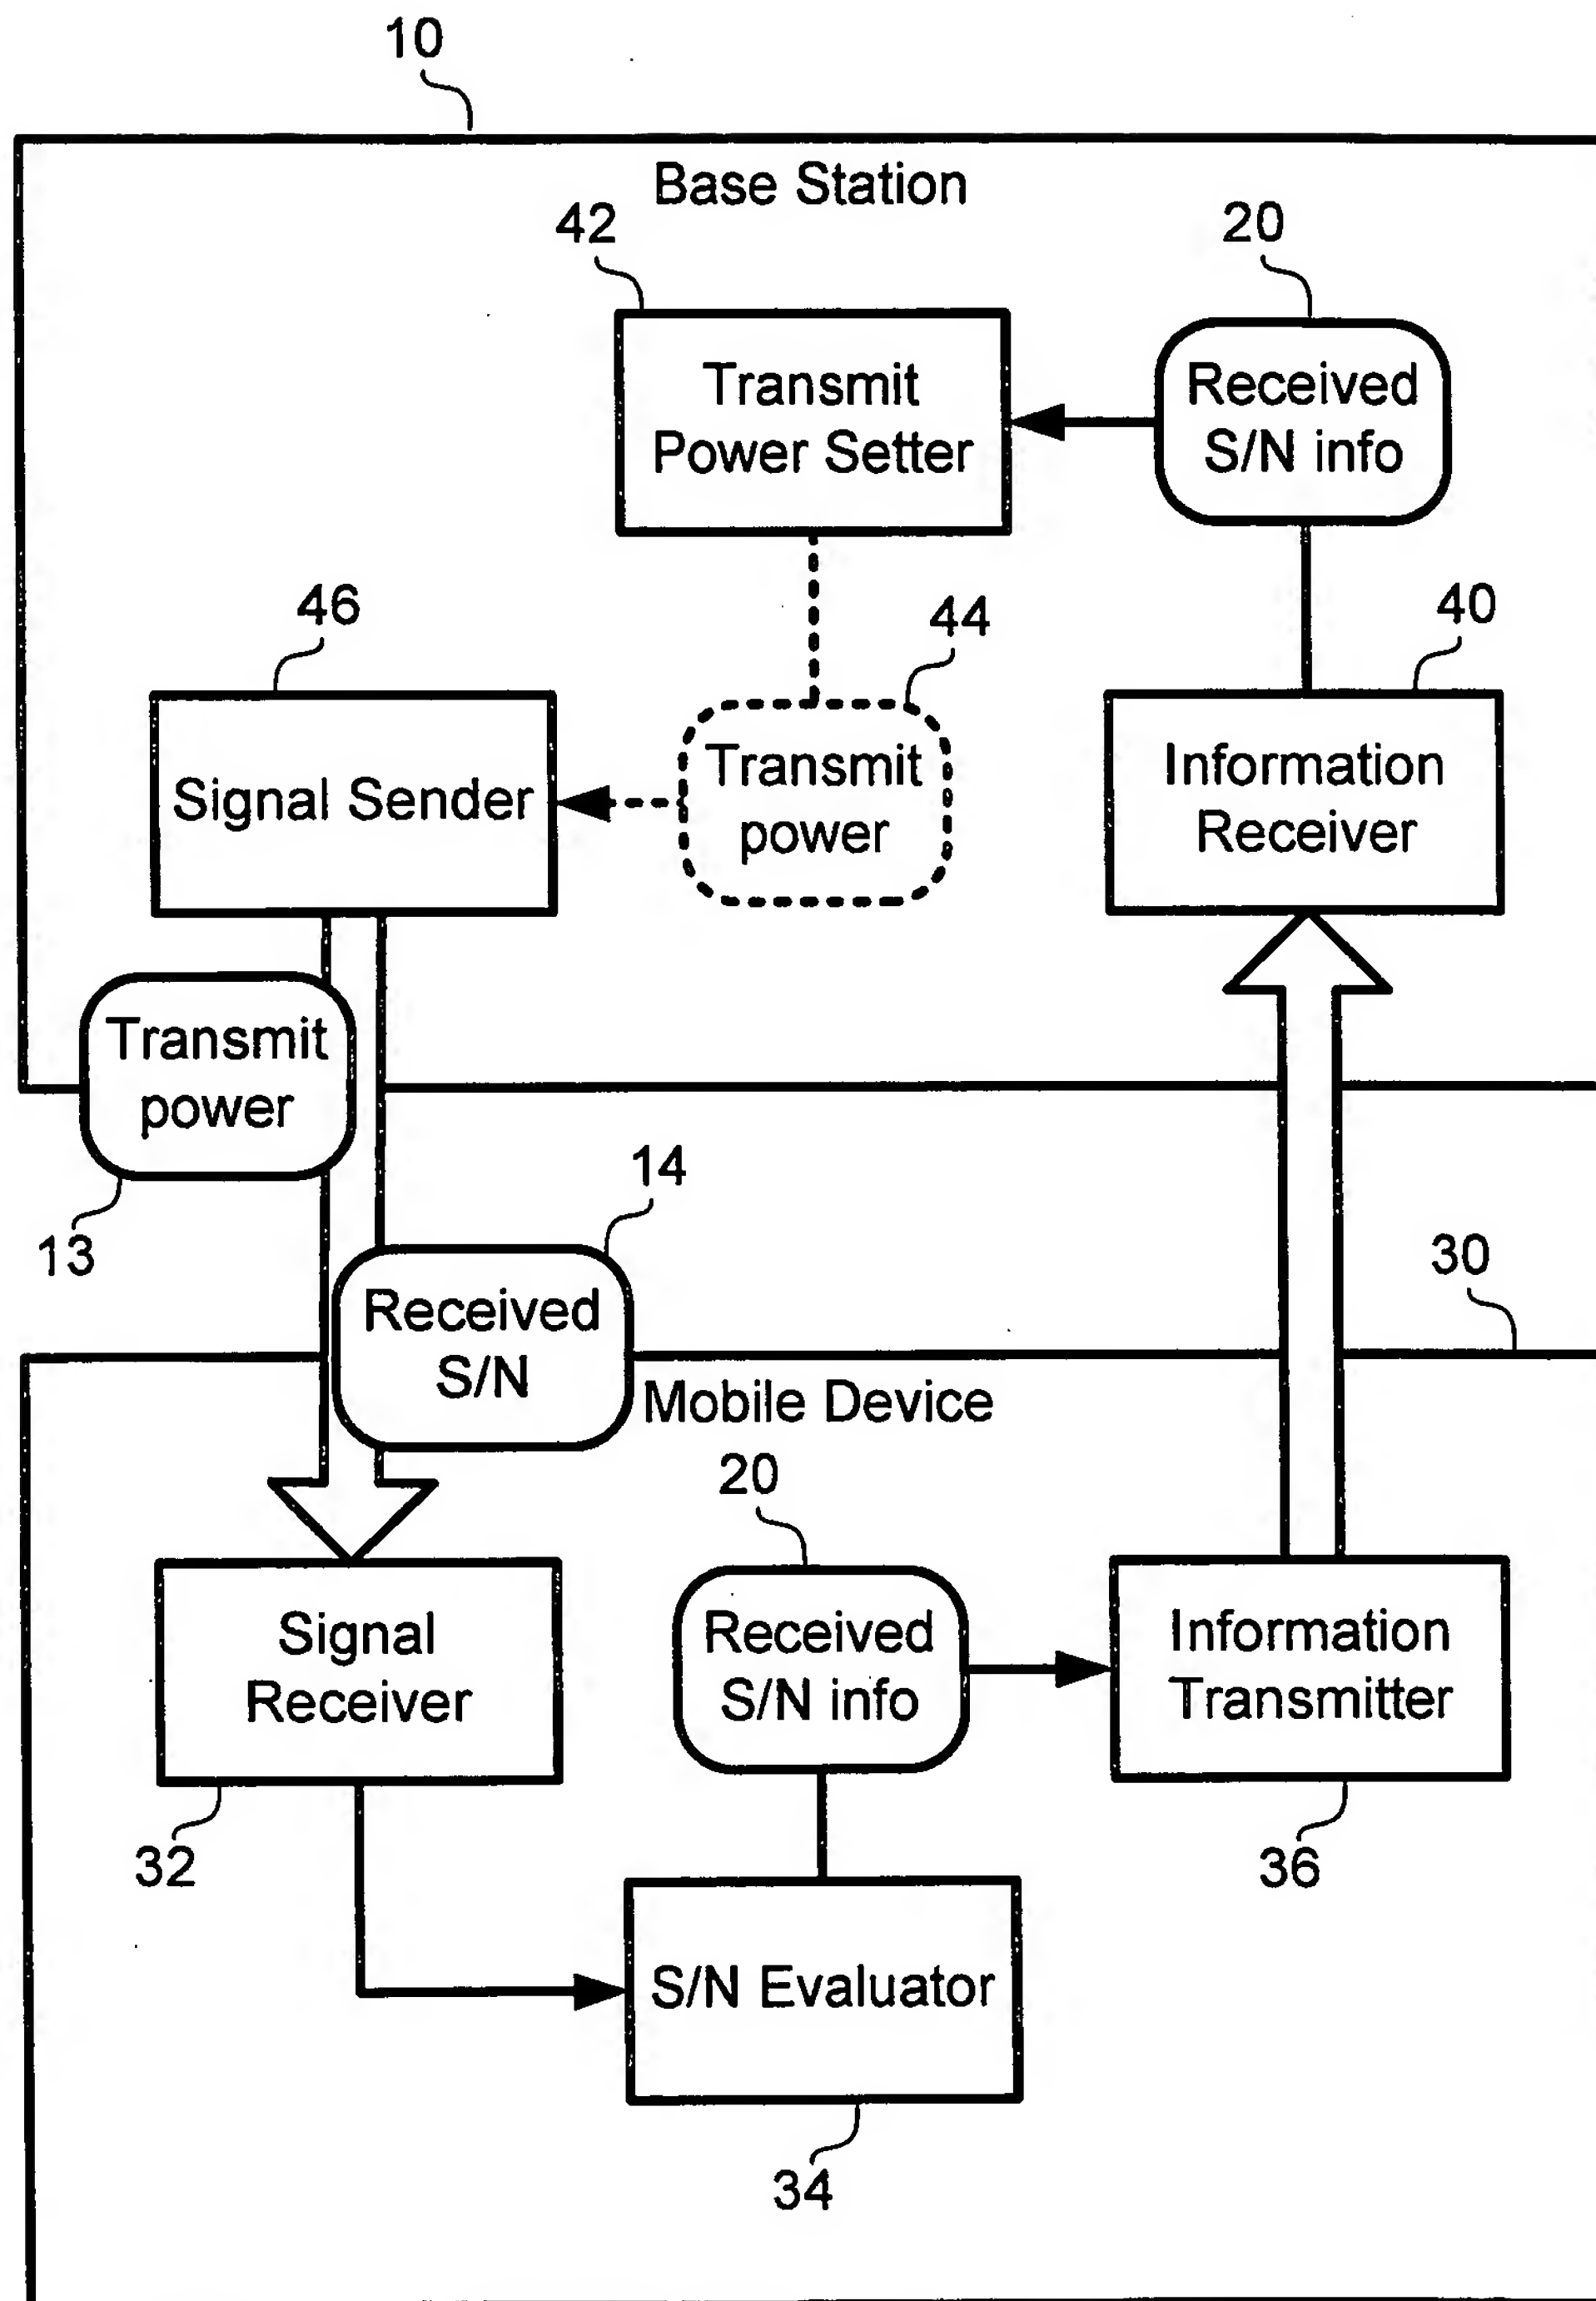 10
Base Station
42
20
Transmit
Power Setter
Received
S/N info
46
44
40
Signal Sender
Transmit
power
Information
Receiver
Transmit
power
13
14
Received
S/N
30
Mobile Device
20
Signal
Receiver
Received
S/N info
Information
Transmitter
32
36
S/N Evaluator
34